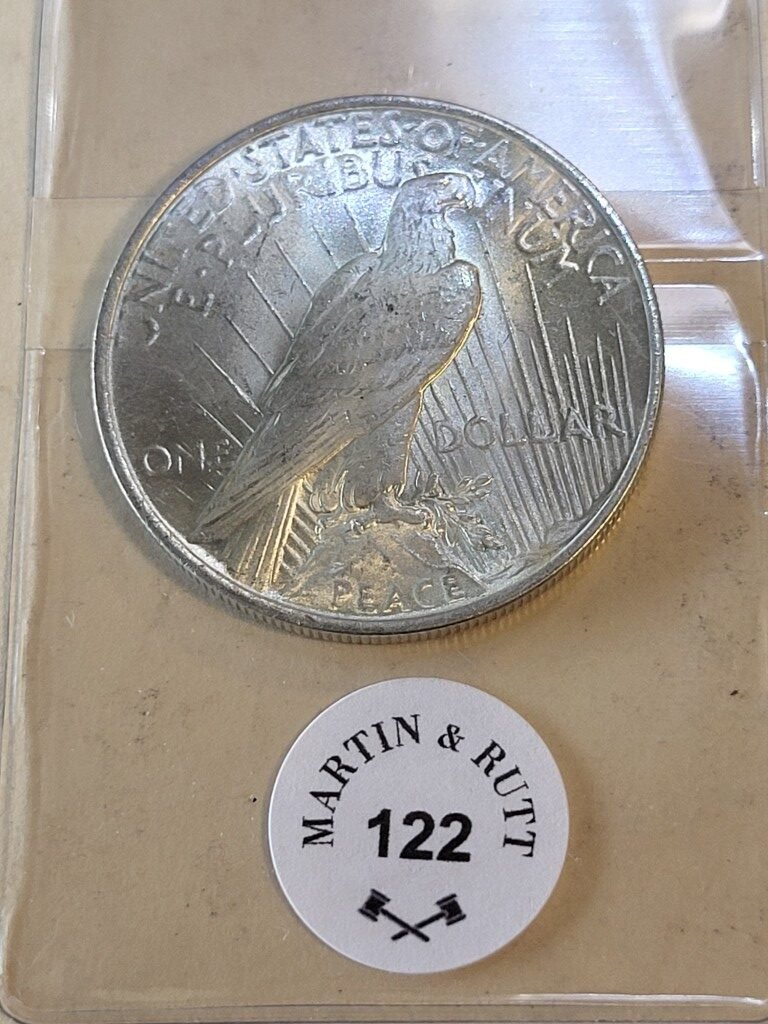 UNITED·STATES·OF·AMERICA
E·PLURIBUS UNUM
ONE DOLLAR
PEACE
MARTIN & RUTT
122